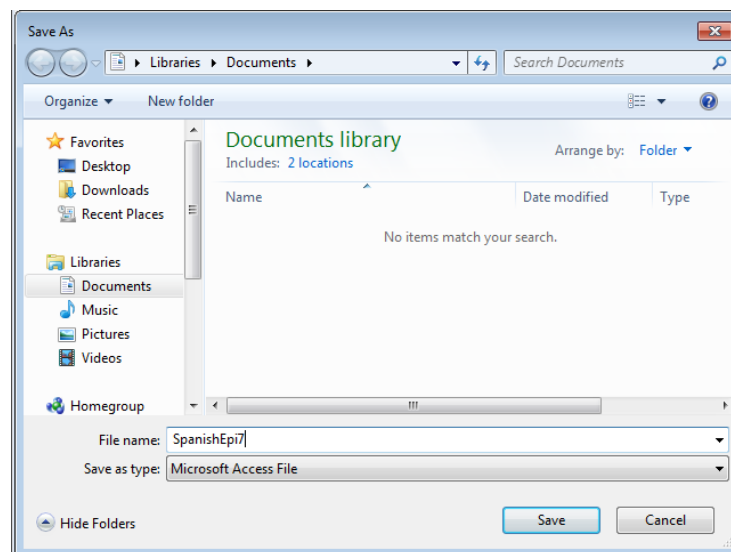 Save As
Libraries Documents
Search Documents
Organize New folder
Favorites
Desktop
Downloads
Recent Places
Libraries
Documents
Music
Pictures
Videos
Homegroup
Documents library
Includes: 2 locations
Arrange by: Folder
Name Date modified Type
No items match your search.
File name: SpanishEpi7
Save as type: Microsoft Access File
Hide Folders
Save Cancel